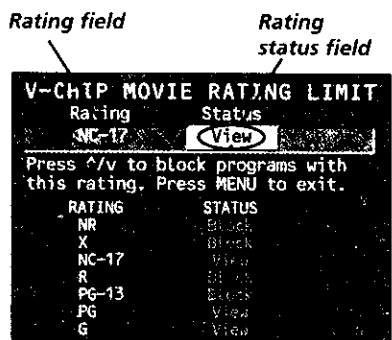 Rating field Rating
status field
V-CHIP MOVIE RATING LIMIT
Rating Status
NC-17 View
Press ^/v to block programs with
this rating. Press MENU to exit.
RATING STATUS
NR Block
X Block
NC-17 View
R Block
PG-13 Block
PG View
G View